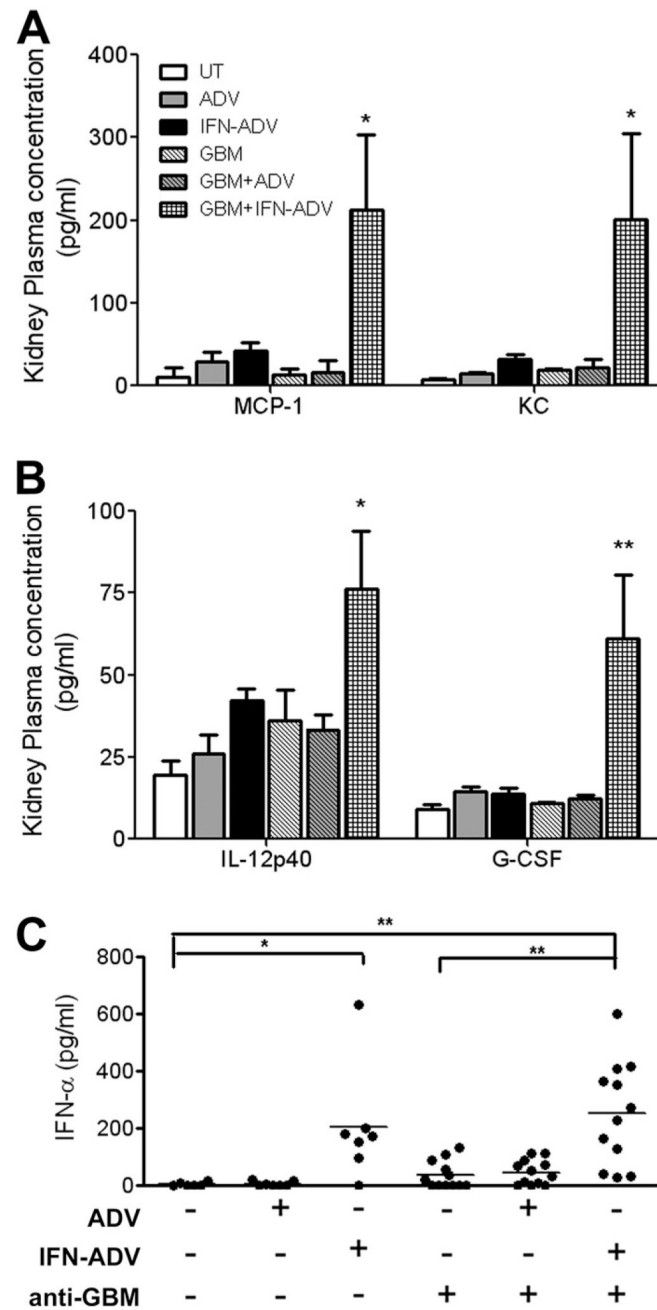 A
Kidney Plasma concentration
(pg/ml)
400
300
200
100
0
UT
ADV
IFN-ADV
GBM
GBM+ADV
GBM+IFN-ADV
*
*
MCP-1
KC
B
Kidney Plasma concentration
(pg/ml)
100
75
50
25
0
*
**
IL-12p40
G-CSF
C
IFN-α (pg/ml)
800
600
400
200
0
**
*
**
ADV - + - - + -
IFN-ADV - - + - - +
anti-GBM - - - + + +